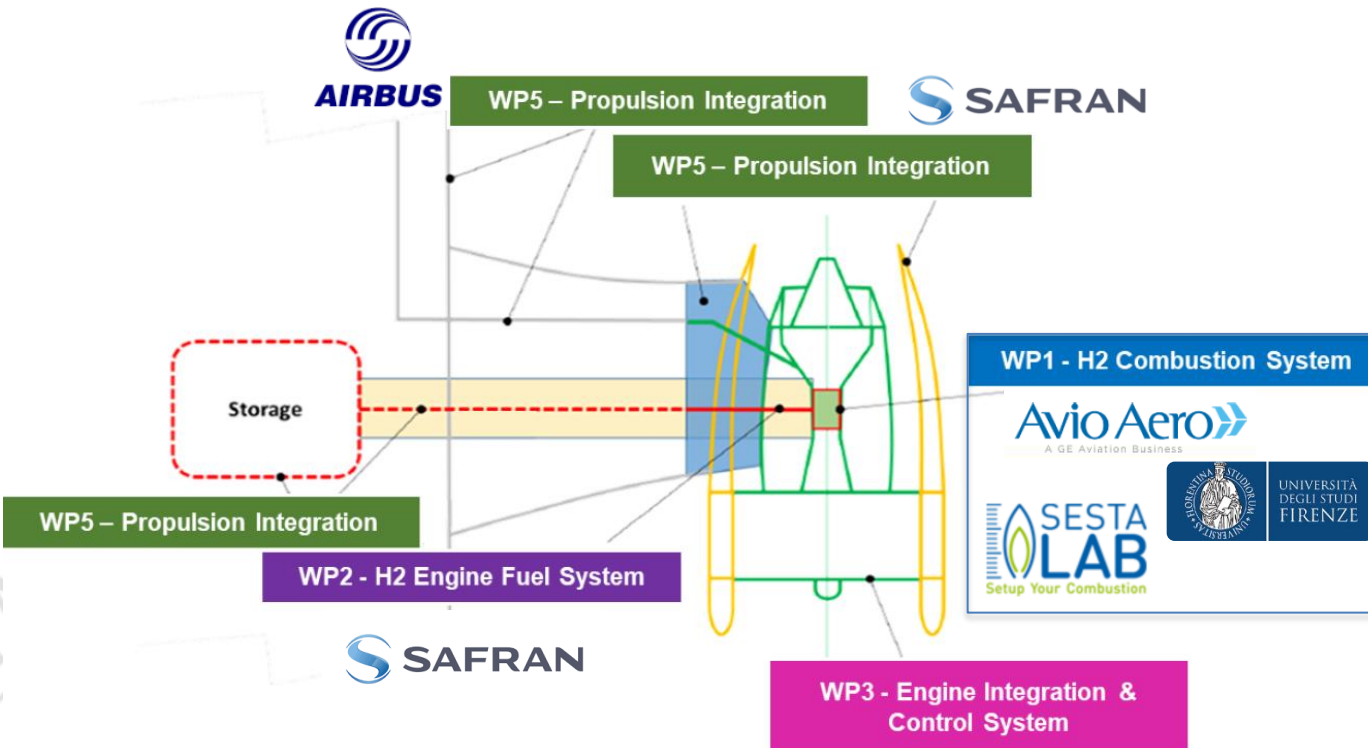 AIRBUS
WP5 – Propulsion Integration
SAFRAN
WP5 – Propulsion Integration
WP1 - H2 Combustion System
Avio Aero
A GE Aviation Business
Storage
UNIVERSITÀ
DEGLI STUDI
FIRENZE
SESTA
LAB
Setup Your Combustion
WP5 – Propulsion Integration
WP2 - H2 Engine Fuel System
SAFRAN
WP3 - Engine Integration &
Control System